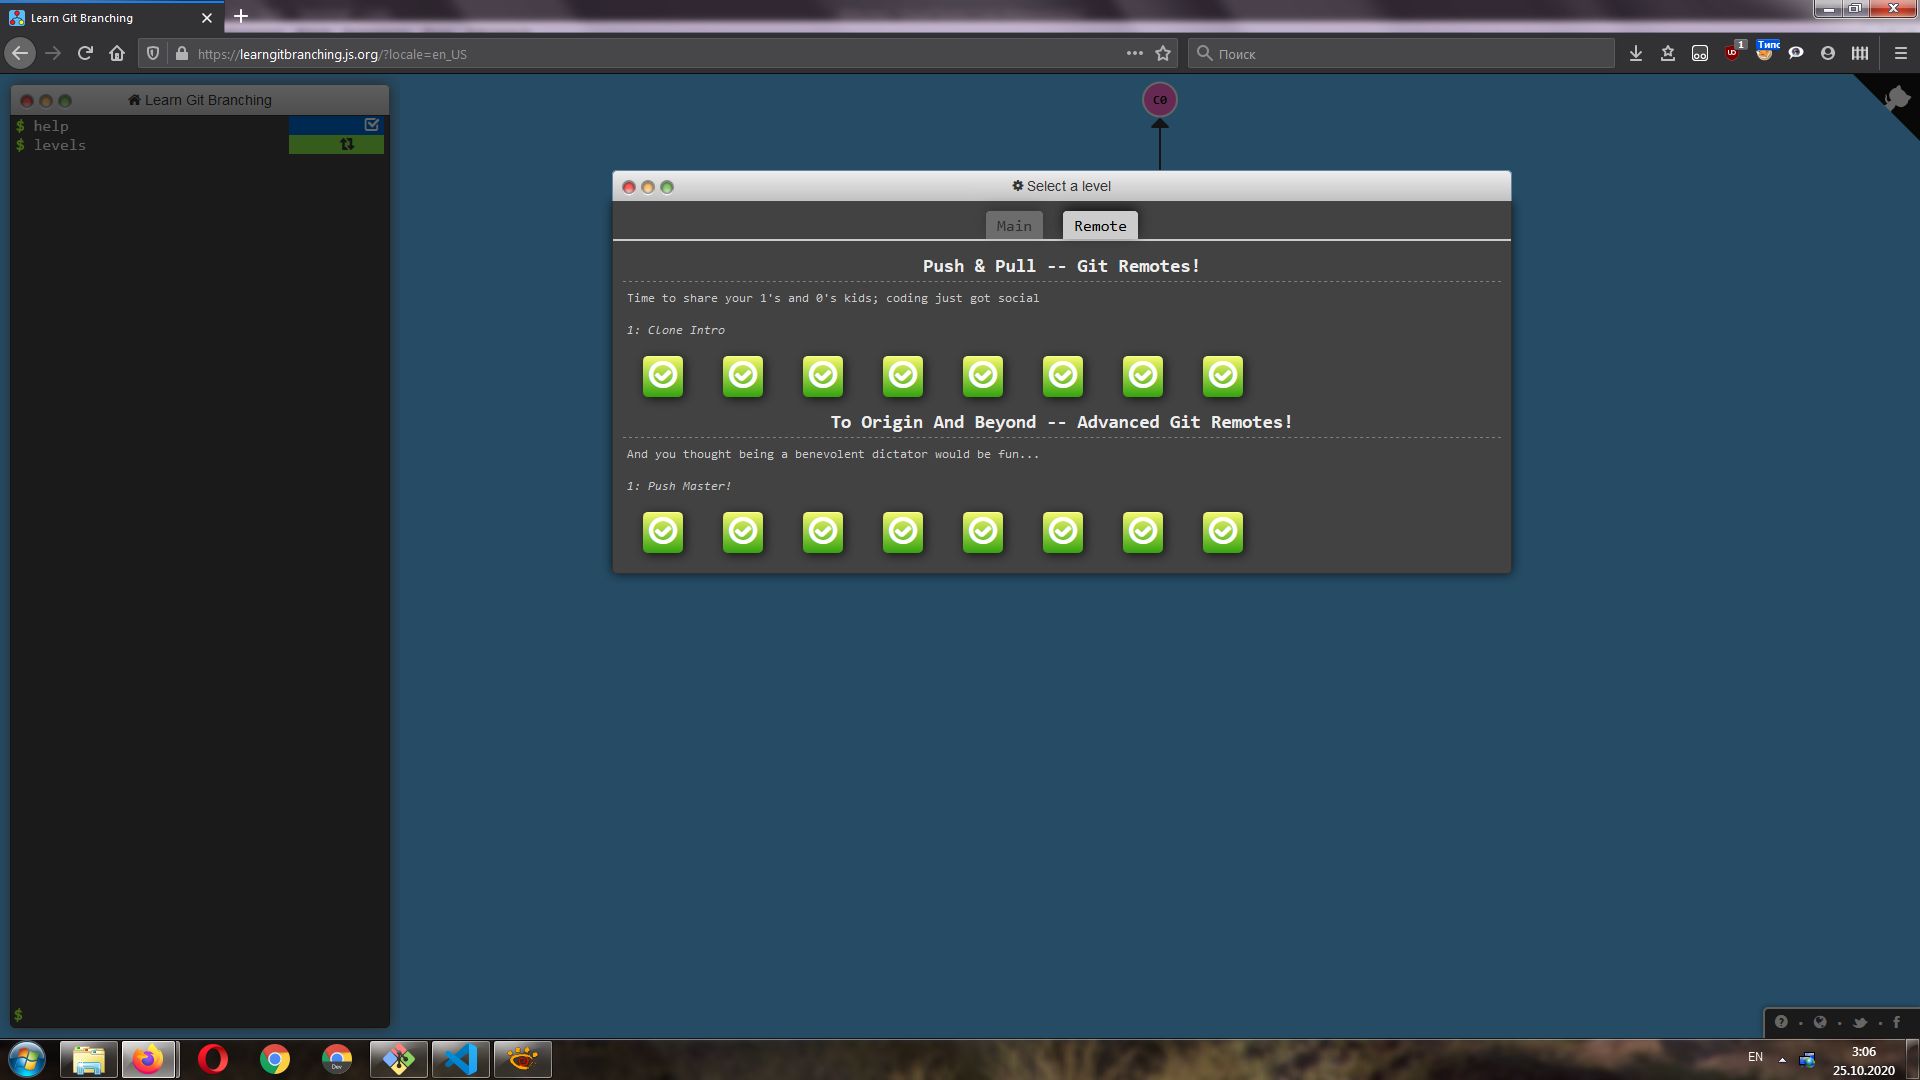 Learn Git Branching
https://learngitbranching.js.org/?locale=en_US
Поиск
1
Типо
Learn Git Branching
$ help
$ levels
$
C0
Select a level
Main
Remote
Push & Pull -- Git Remotes!
Time to share your 1's and 0's kids; coding just got social
1: Clone Intro
To Origin And Beyond -- Advanced Git Remotes!
And you thought being a benevolent dictator would be fun...
1: Push Master!
Dev
EN
3:06
25.10.2020